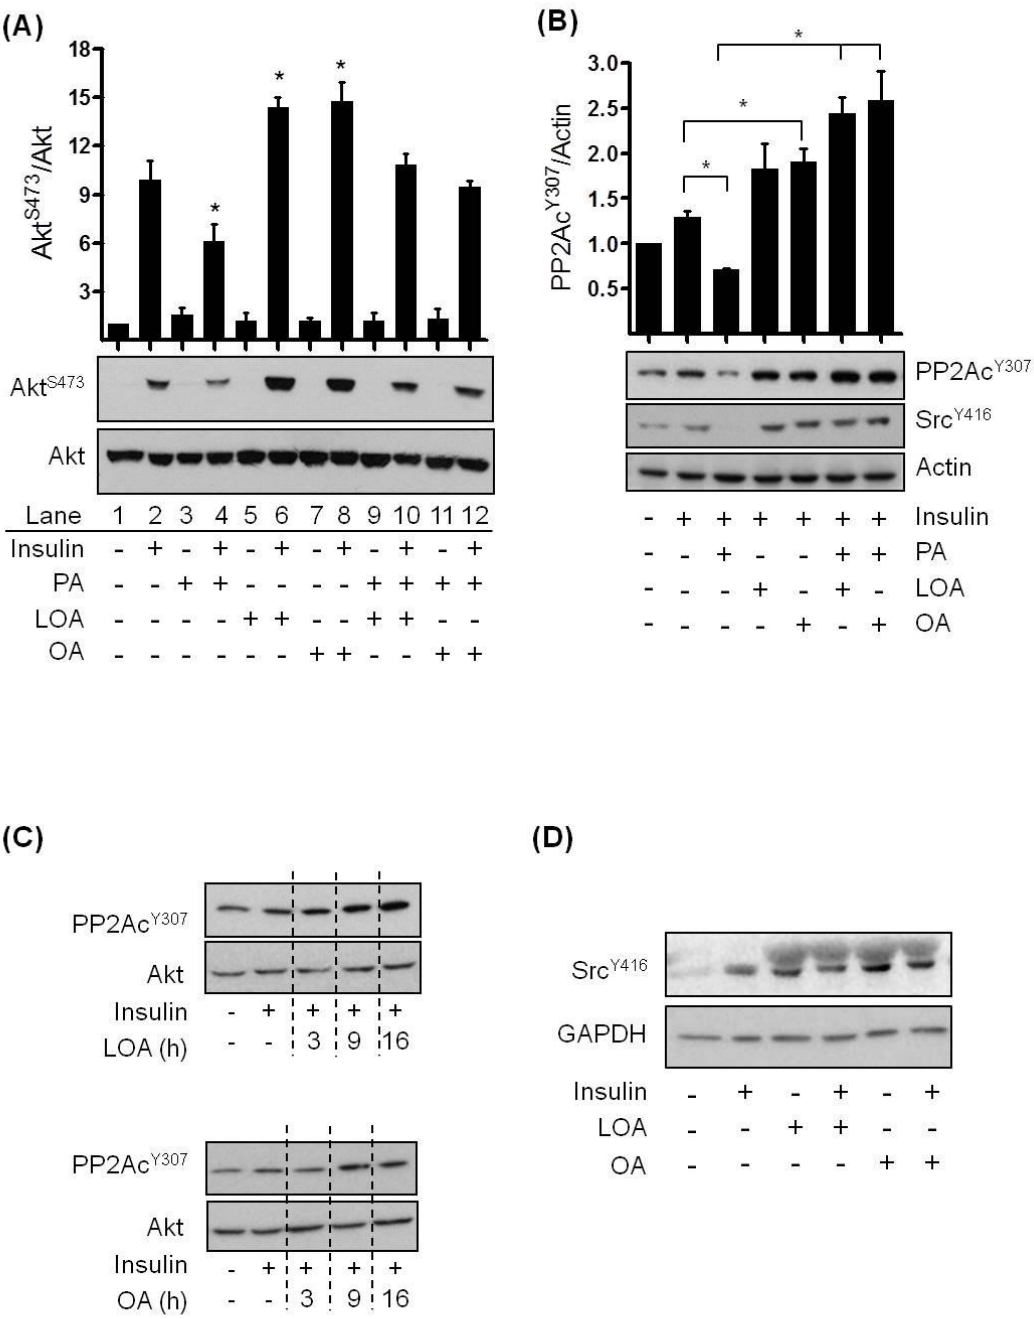 (A)
18
15
12
9
6
3
Akt^S473/Akt
* * *
Akt^S473
Akt
Lane 1 2 3 4 5 6 7 8 9 10 11 12
Insulin - + - + - + - + - + - +
PA - - + + - - - - + + + +
LOA - - - - + + - - + + - -
OA - - - - - - + + - - + +
(B)
3.0
2.5
2.0
1.5
1.0
0.5
PP2Ac^Y307/Actin
*
*
*
PP2Ac^Y307
Src^Y416
Actin
- + + + + + + Insulin
- - + - - + + PA
- - - + - + - LOA
- - - - + - + OA
(C)
PP2Ac^Y307
Akt
Insulin - + + + +
LOA (h) - - 3 9 16
PP2Ac^Y307
Akt
Insulin - + + + +
OA (h) - - 3 9 16
(D)
Src^Y416
GAPDH
Insulin - + - + - +
LOA - - + + - -
OA - - - - + +